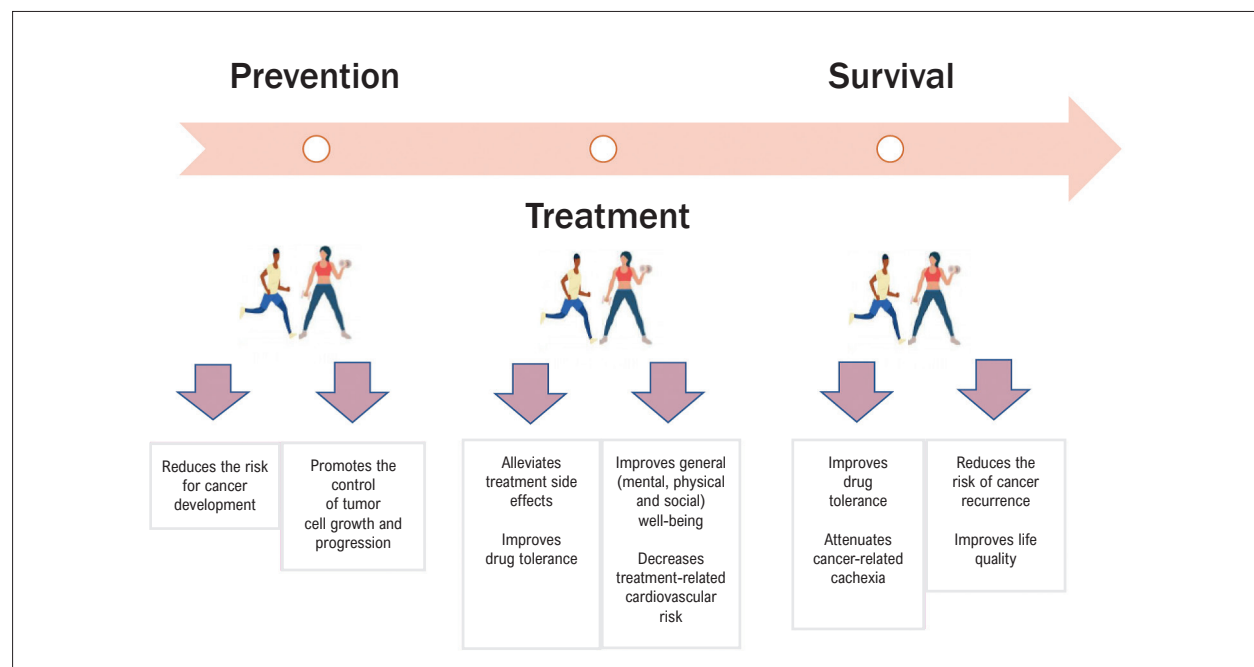 Prevention
Survival
Treatment
Reduces the risk
for cancer
development
Promotes the
control
of tumor
cell growth and
progression
Alleviates
treatment side
effects
Improves
drug tolerance
Improves general
(mental, physical
and social)
well-being
Decreases
treatment-related
cardiovascular
risk
Improves
drug
tolerance
Attenuates
cancer-related
cachexia
Reduces the
risk of cancer
recurrence
Improves life
quality